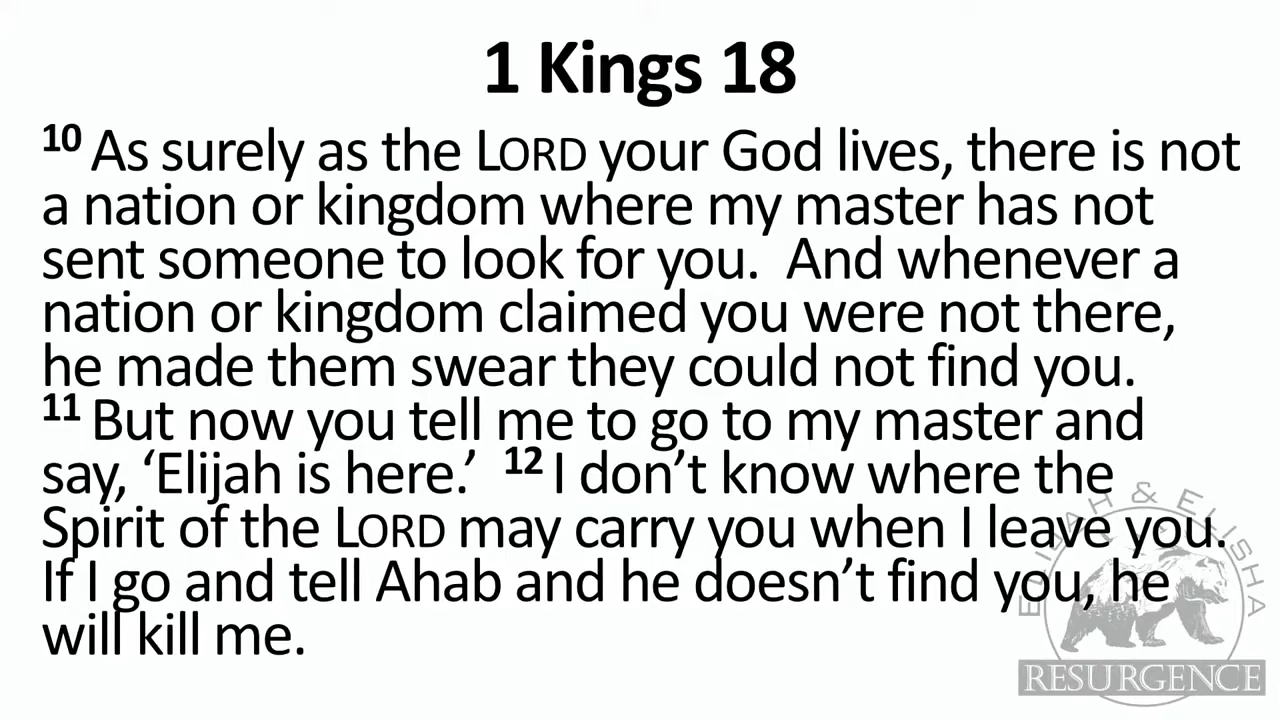 1 Kings 18
10 As surely as the LORD your God lives, there is not
a nation or kingdom where my master has not
sent someone to look for you.  And whenever a
nation or kingdom claimed you were not there,
he made them swear they could not find you.
11 But now you tell me to go to my master and
say, ‘Elijah is here.’  12 I don’t know where the
Spirit of the LORD may carry you when I leave you.
If I go and tell Ahab and he doesn’t find you, he
will kill me.
ELIJAH & ELISHA
RESURGENCE